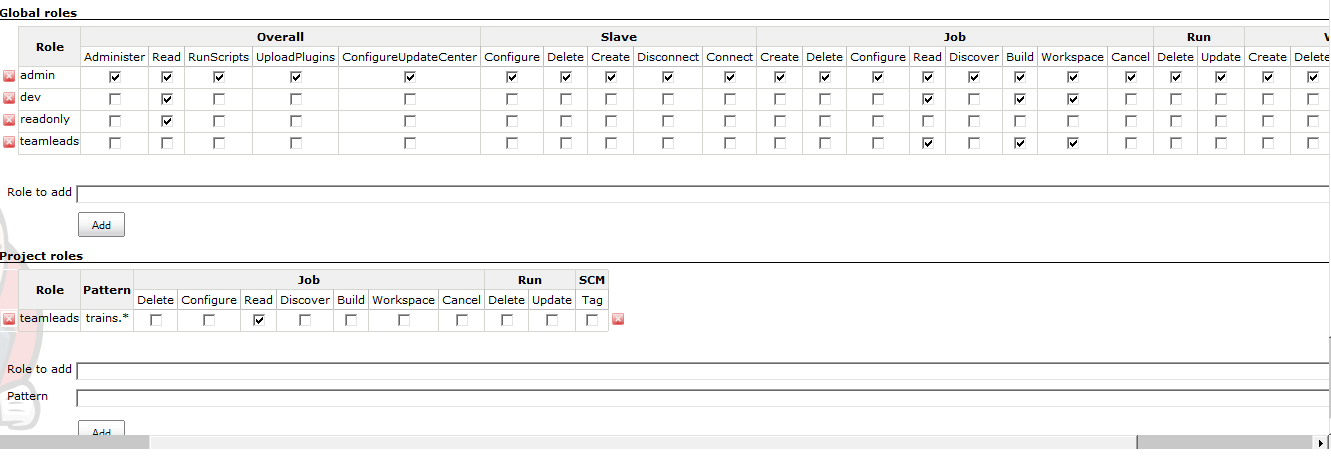 Global roles
Role Overall Slave Job Run
Administer Read RunScripts UploadPlugins ConfigureUpdateCenter Configure Delete Create Disconnect Connect Create Delete Configure Read Discover Build Workspace Cancel Delete Update Create Delete
admin
dev
readonly
teamleads
Role to add
Add
Project roles
Role Pattern Job Run SCM
Delete Configure Read Discover Build Workspace Cancel Delete Update Tag
teamleads trains.*
Role to add
Pattern
Add